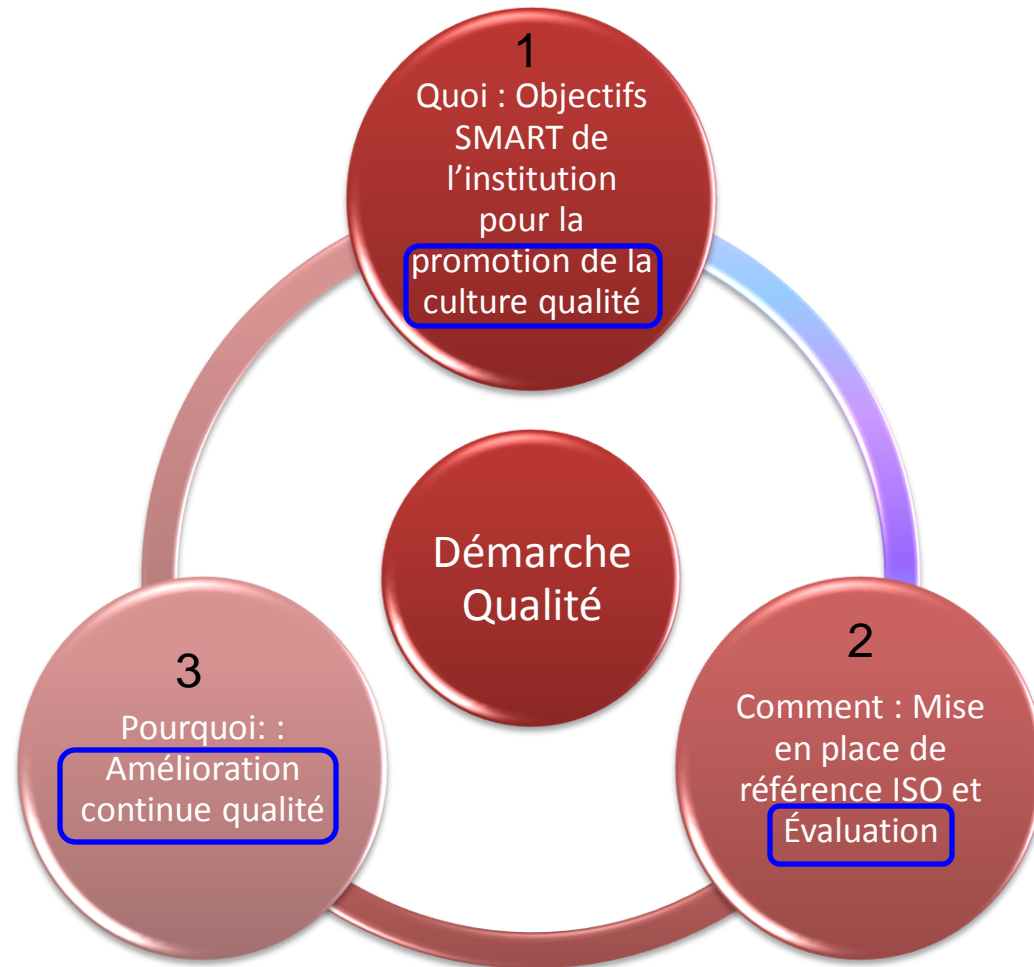 1
Quoi : Objectifs
SMART de
l’institution
pour la
promotion de la
culture qualité
Démarche
Qualité
2
Comment : Mise
en place de
référence ISO et
Évaluation
3
Pourquoi: :
Amélioration
continue qualité